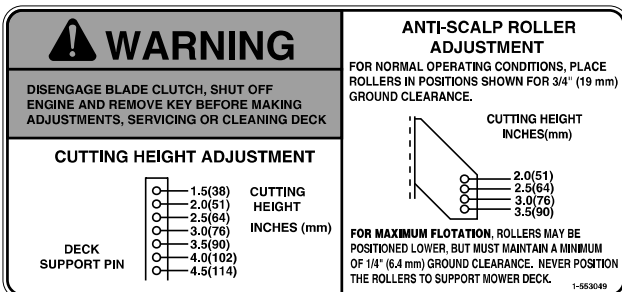 WARNING
DISENGAGE BLADE CLUTCH, SHUT OFF
ENGINE AND REMOVE KEY BEFORE MAKING
ADJUSTMENTS, SERVICING OR CLEANING DECK
CUTTING HEIGHT ADJUSTMENT
1.5(38)
2.0(51)
2.5(64)
3.0(76)
3.5(90)
4.0(102)
4.5(114)
CUTTING
HEIGHT
INCHES (mm)
DECK
SUPPORT PIN
ANTI-SCALP ROLLER
ADJUSTMENT
FOR NORMAL OPERATING CONDITIONS, PLACE
ROLLERS IN POSITIONS SHOWN FOR 3/4" (19 mm)
GROUND CLEARANCE.
CUTTING HEIGHT
INCHES(mm)
2.0(51)
2.5(64)
3.0(76)
3.5(90)
FOR MAXIMUM FLOTATION, ROLLERS MAY BE
POSITIONED LOWER, BUT MUST MAINTAIN A MINIMUM
OF 1/4" (6.4 mm) GROUND CLEARANCE. NEVER POSITION
THE ROLLERS TO SUPPORT MOWER DECK.
1-553049